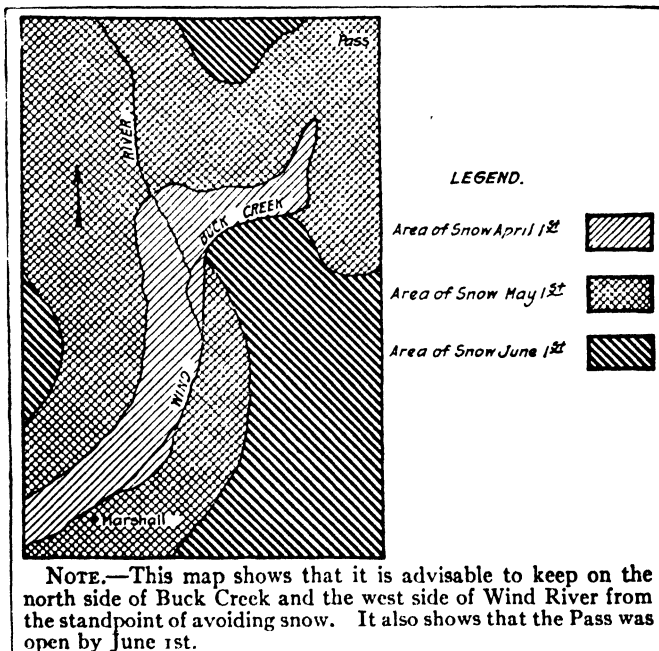 Pass
RIVER
BUCK CREEK
WIND
Marshall
LEGEND.
Area of Snow April 1st
Area of Snow May 1st
Area of Snow June 1st
NOTE.—This map shows that it is advisable to keep on the
north side of Buck Creek and the west side of Wind River from
the standpoint of avoiding snow. It also shows that the Pass was
open by June 1st.